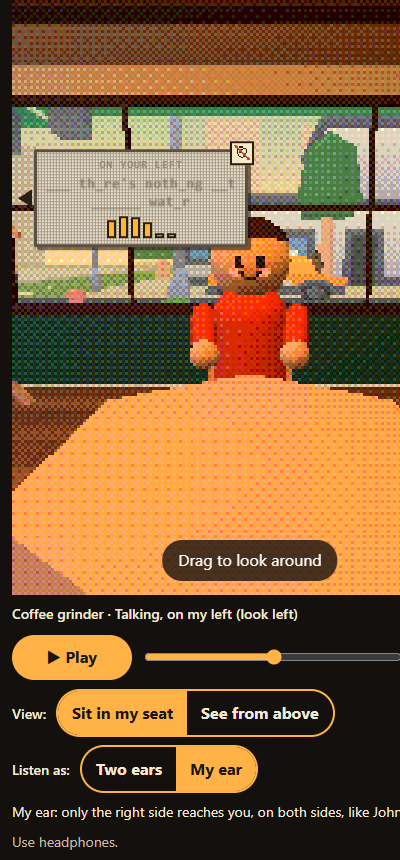 ON YOUR LEFT
th_re's noth_ng __t
______ wat_r
Drag to look around
Coffee grinder · Talking, on my left (look left)
▶ Play
View: Sit in my seat See from above
Listen as: Two ears My ear
My ear: only the right side reaches you, on both sides, like John
Use headphones.